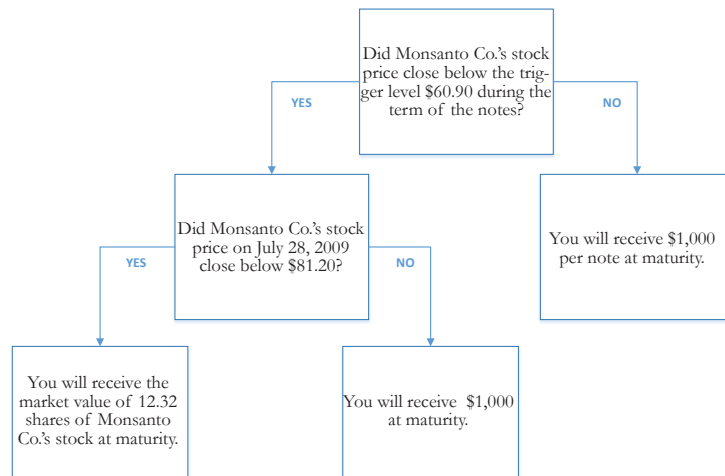 Did Monsanto Co.'s stock
price close below the trig-
ger level $60.90 during the
term of the notes?
YES
NO
Did Monsanto Co.'s stock
price on July 28, 2009
close below $81.20?
You will receive $1,000
per note at maturity.
YES
NO
You will receive the
market value of 12.32
shares of Monsanto
Co.'s stock at maturity.
You will receive $1,000
at maturity.